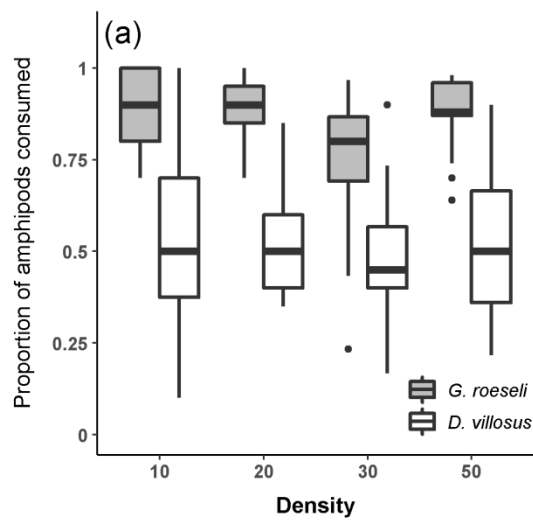 (a)
Proportion of amphipods consumed
1
0.75
0.5
0.25
0
G. roeseli
D. villosus
10 20 30 50
Density